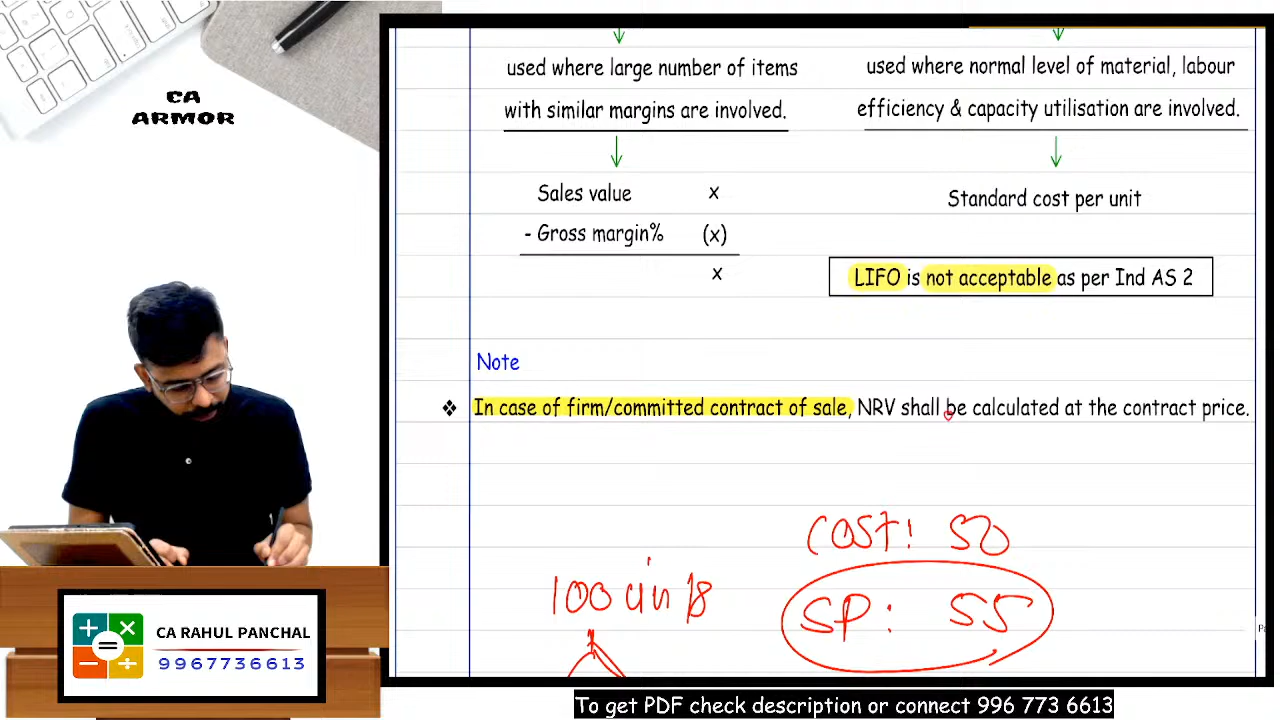 CA
ARMOR
used where large number of items
with similar margins are involved.
Sales value x
- Gross margin% (x)
x
used where normal level of material, labour
efficiency & capacity utilisation are involved.
Standard cost per unit
LIFO is not acceptable as per Ind AS 2
Note
❖ In case of firm/committed contract of sale, NRV shall be calculated at the contract price.
cost: 50
100 units
SP: 55
CA RAHUL PANCHAL
9967736613
To get PDF check description or connect 996 773 6613